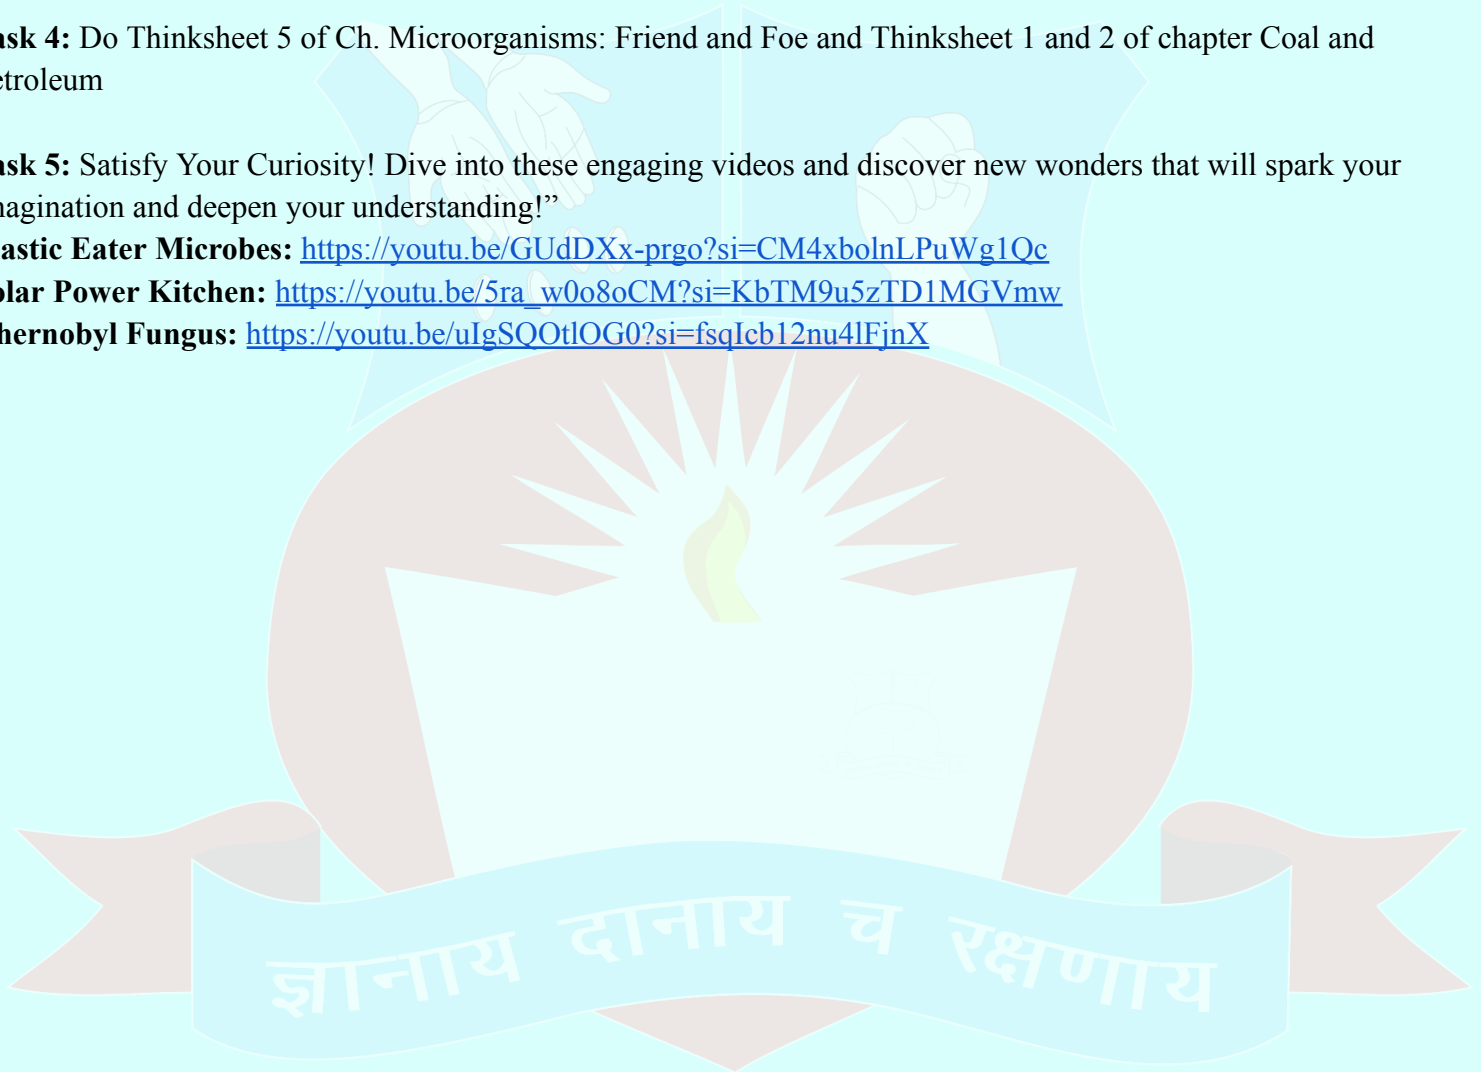 ask 4: Do Thinksheet 5 of Ch. Microorganisms: Friend and Foe and Thinksheet 1 and 2 of chapter Coal and
etroleum
ask 5: Satisfy Your Curiosity! Dive into these engaging videos and discover new wonders that will spark your
nagination and deepen your understanding!”
astic Eater Microbes: https://youtu.be/GUdDXx-prgo?si=CM4xbolnLPuWg1Qc
olar Power Kitchen: https://youtu.be/5ra_w0o8oCM?si=KbTM9u5zTD1MGVmw
hernobyl Fungus: https://youtu.be/uIgSQOtlOG0?si=fsqIcb12nu4lFjnX
ज्ञानाय दानाय च रक्षणाय